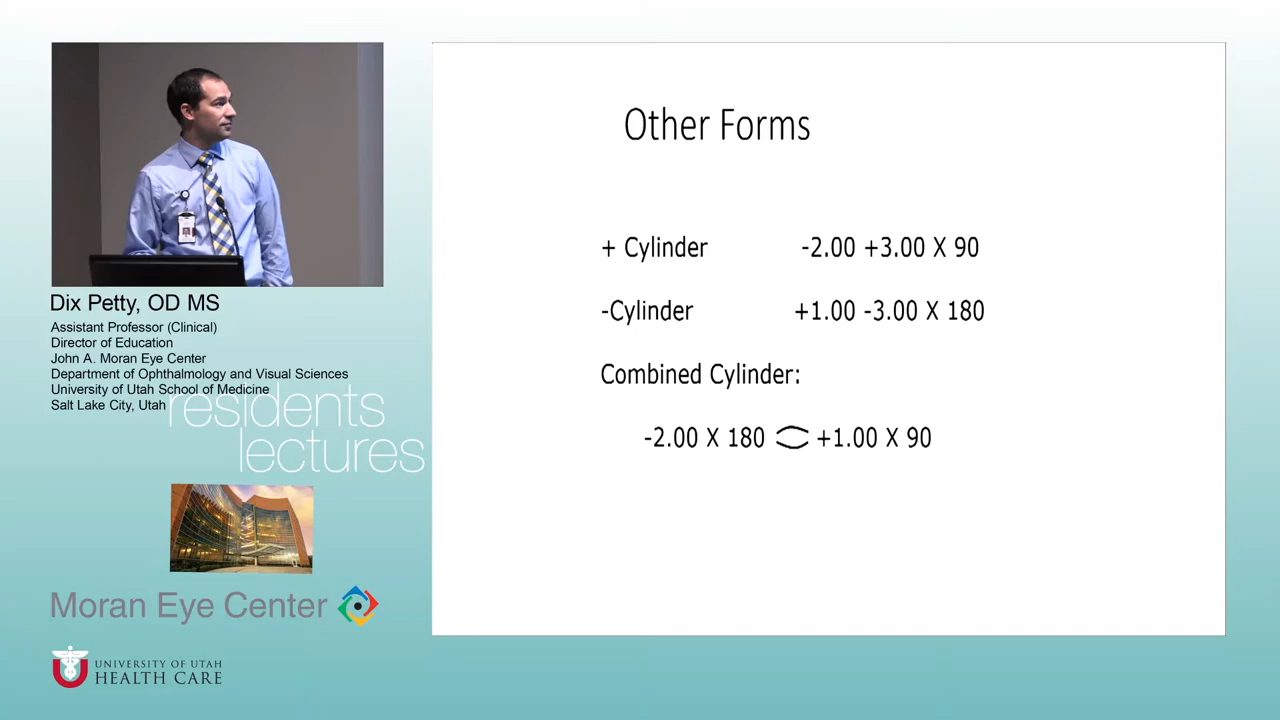 Other Forms
+ Cylinder -2.00 +3.00 X 90
-Cylinder +1.00 -3.00 X 180
Combined Cylinder:
-2.00 X 180 +1.00 X 90
Dix Petty, OD MS
Assistant Professor (Clinical)
Director of Education
John A. Moran Eye Center
Department of Ophthalmology and Visual Sciences
University of Utah School of Medicine
Salt Lake City, Utah
residents
lectures
Moran Eye Center
U
UNIVERSITY OF UTAH
HEALTH CARE